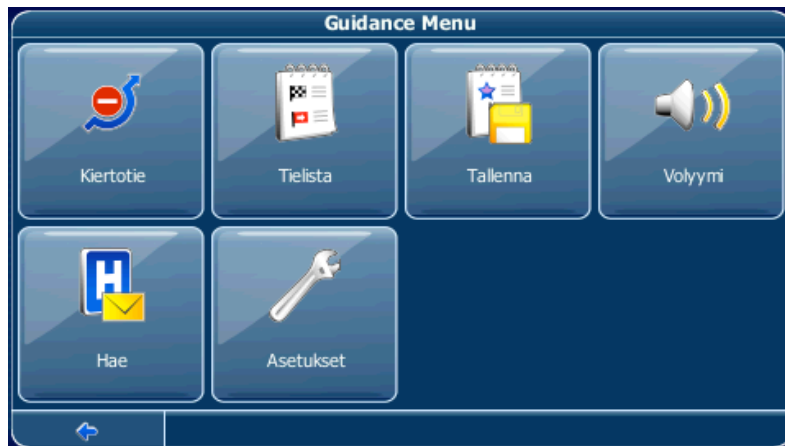 Guidance Menu
Kiertotie
Tielista
Tallenna
Volyymi
H
Hae
Asetukset